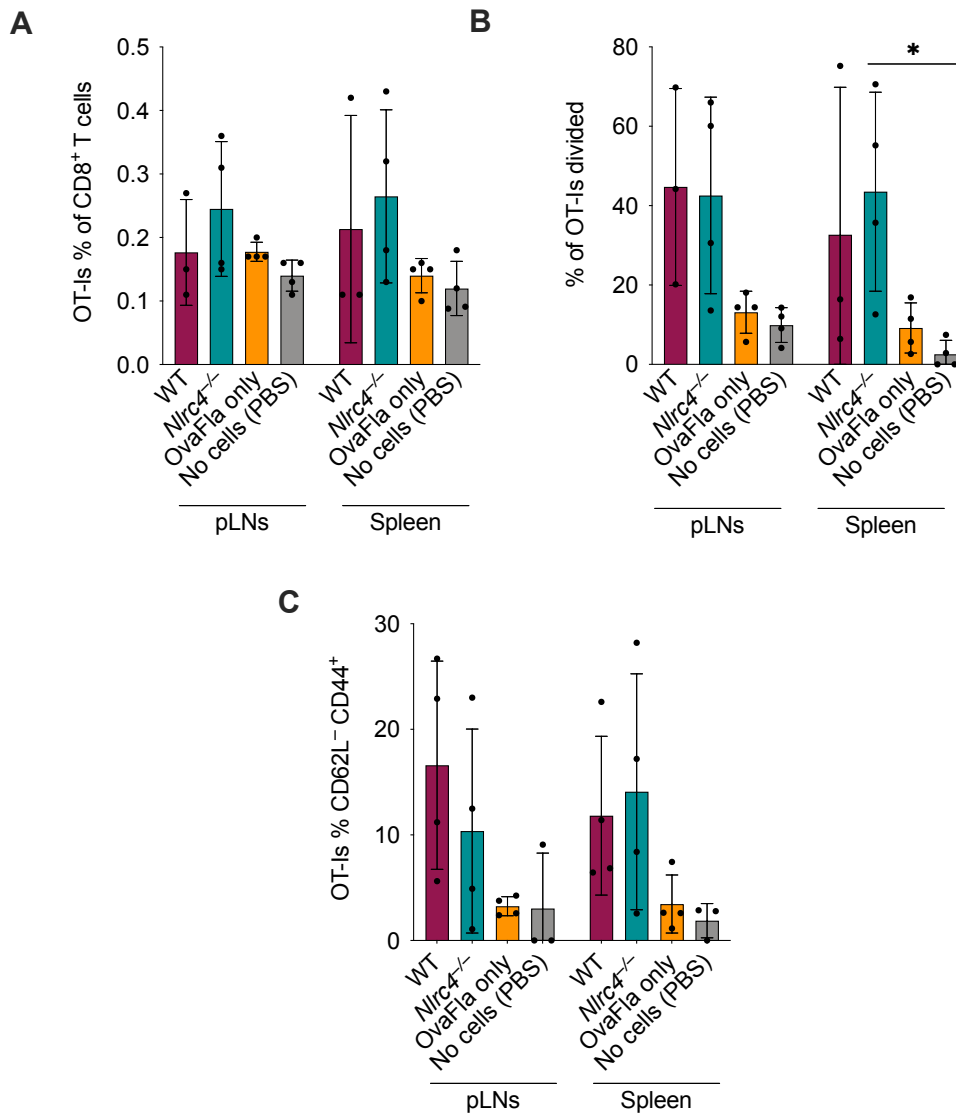 A
OT-Is % of CD8⁺ T cells
0.5
0.4
0.3
0.2
0.1
0.0
WT
Nlrc4⁻/⁻
OvaFla only
No cells (PBS)
WT
Nlrc4⁻/⁻
OvaFla only
No cells (PBS)
pLNs
Spleen
B
% of OT-Is divided
80
60
40
20
0
*
WT
Nlrc4⁻/⁻
OvaFla only
No cells (PBS)
WT
Nlrc4⁻/⁻
OvaFla only
No cells (PBS)
pLNs
Spleen
C
OT-Is % CD62L⁻ CD44⁺
30
20
10
0
WT
Nlrc4⁻/⁻
OvaFla only
No cells (PBS)
WT
Nlrc4⁻/⁻
OvaFla only
No cells (PBS)
pLNs
Spleen